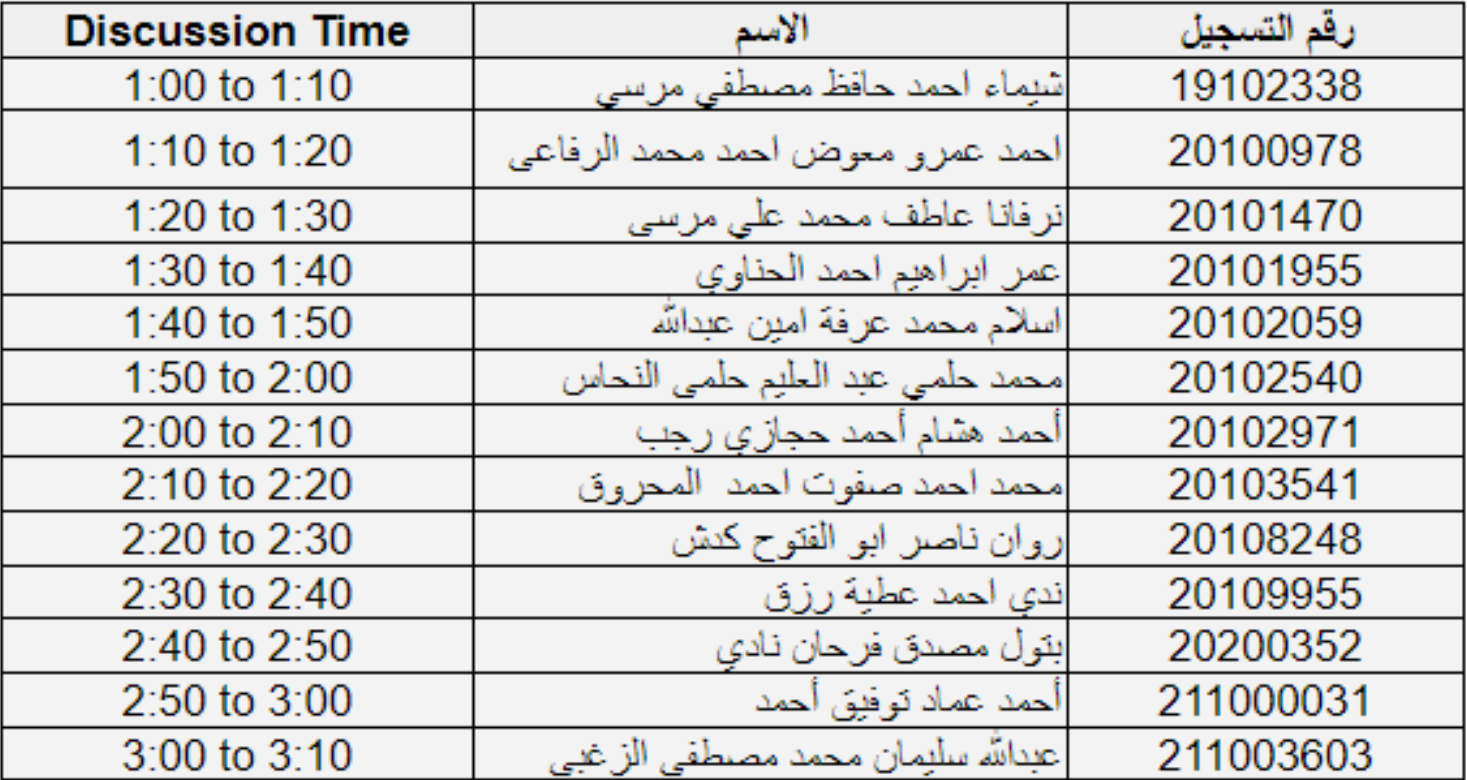 Discussion Time الاسم رقم التسجيل
1:00 to 1:10 شيماء احمد حافظ مصطفي مرسي 19102338
1:10 to 1:20 احمد عمرو معوض احمد محمد الرفاعى 20100978
1:20 to 1:30 نرفانا عاطف محمد علي مرسى 20101470
1:30 to 1:40 عمر ابراهيم احمد الحناوي 20101955
1:40 to 1:50 اسلام محمد عرفة امين عبدالله 20102059
1:50 to 2:00 محمد حلمي عبد العليم حلمى النحاس 20102540
2:00 to 2:10 أحمد هشام أحمد حجازي رجب 20102971
2:10 to 2:20 محمد احمد صفوت احمد المحروق 20103541
2:20 to 2:30 روان ناصر ابو الفتوح كدش 20108248
2:30 to 2:40 ندي احمد عطية رزق 20109955
2:40 to 2:50 بتول مصدق فرحان نادي 20200352
2:50 to 3:00 أحمد عماد توفيق أحمد 211000031
3:00 to 3:10 عبدالله سليمان محمد مصطفي الزغبي 211003603